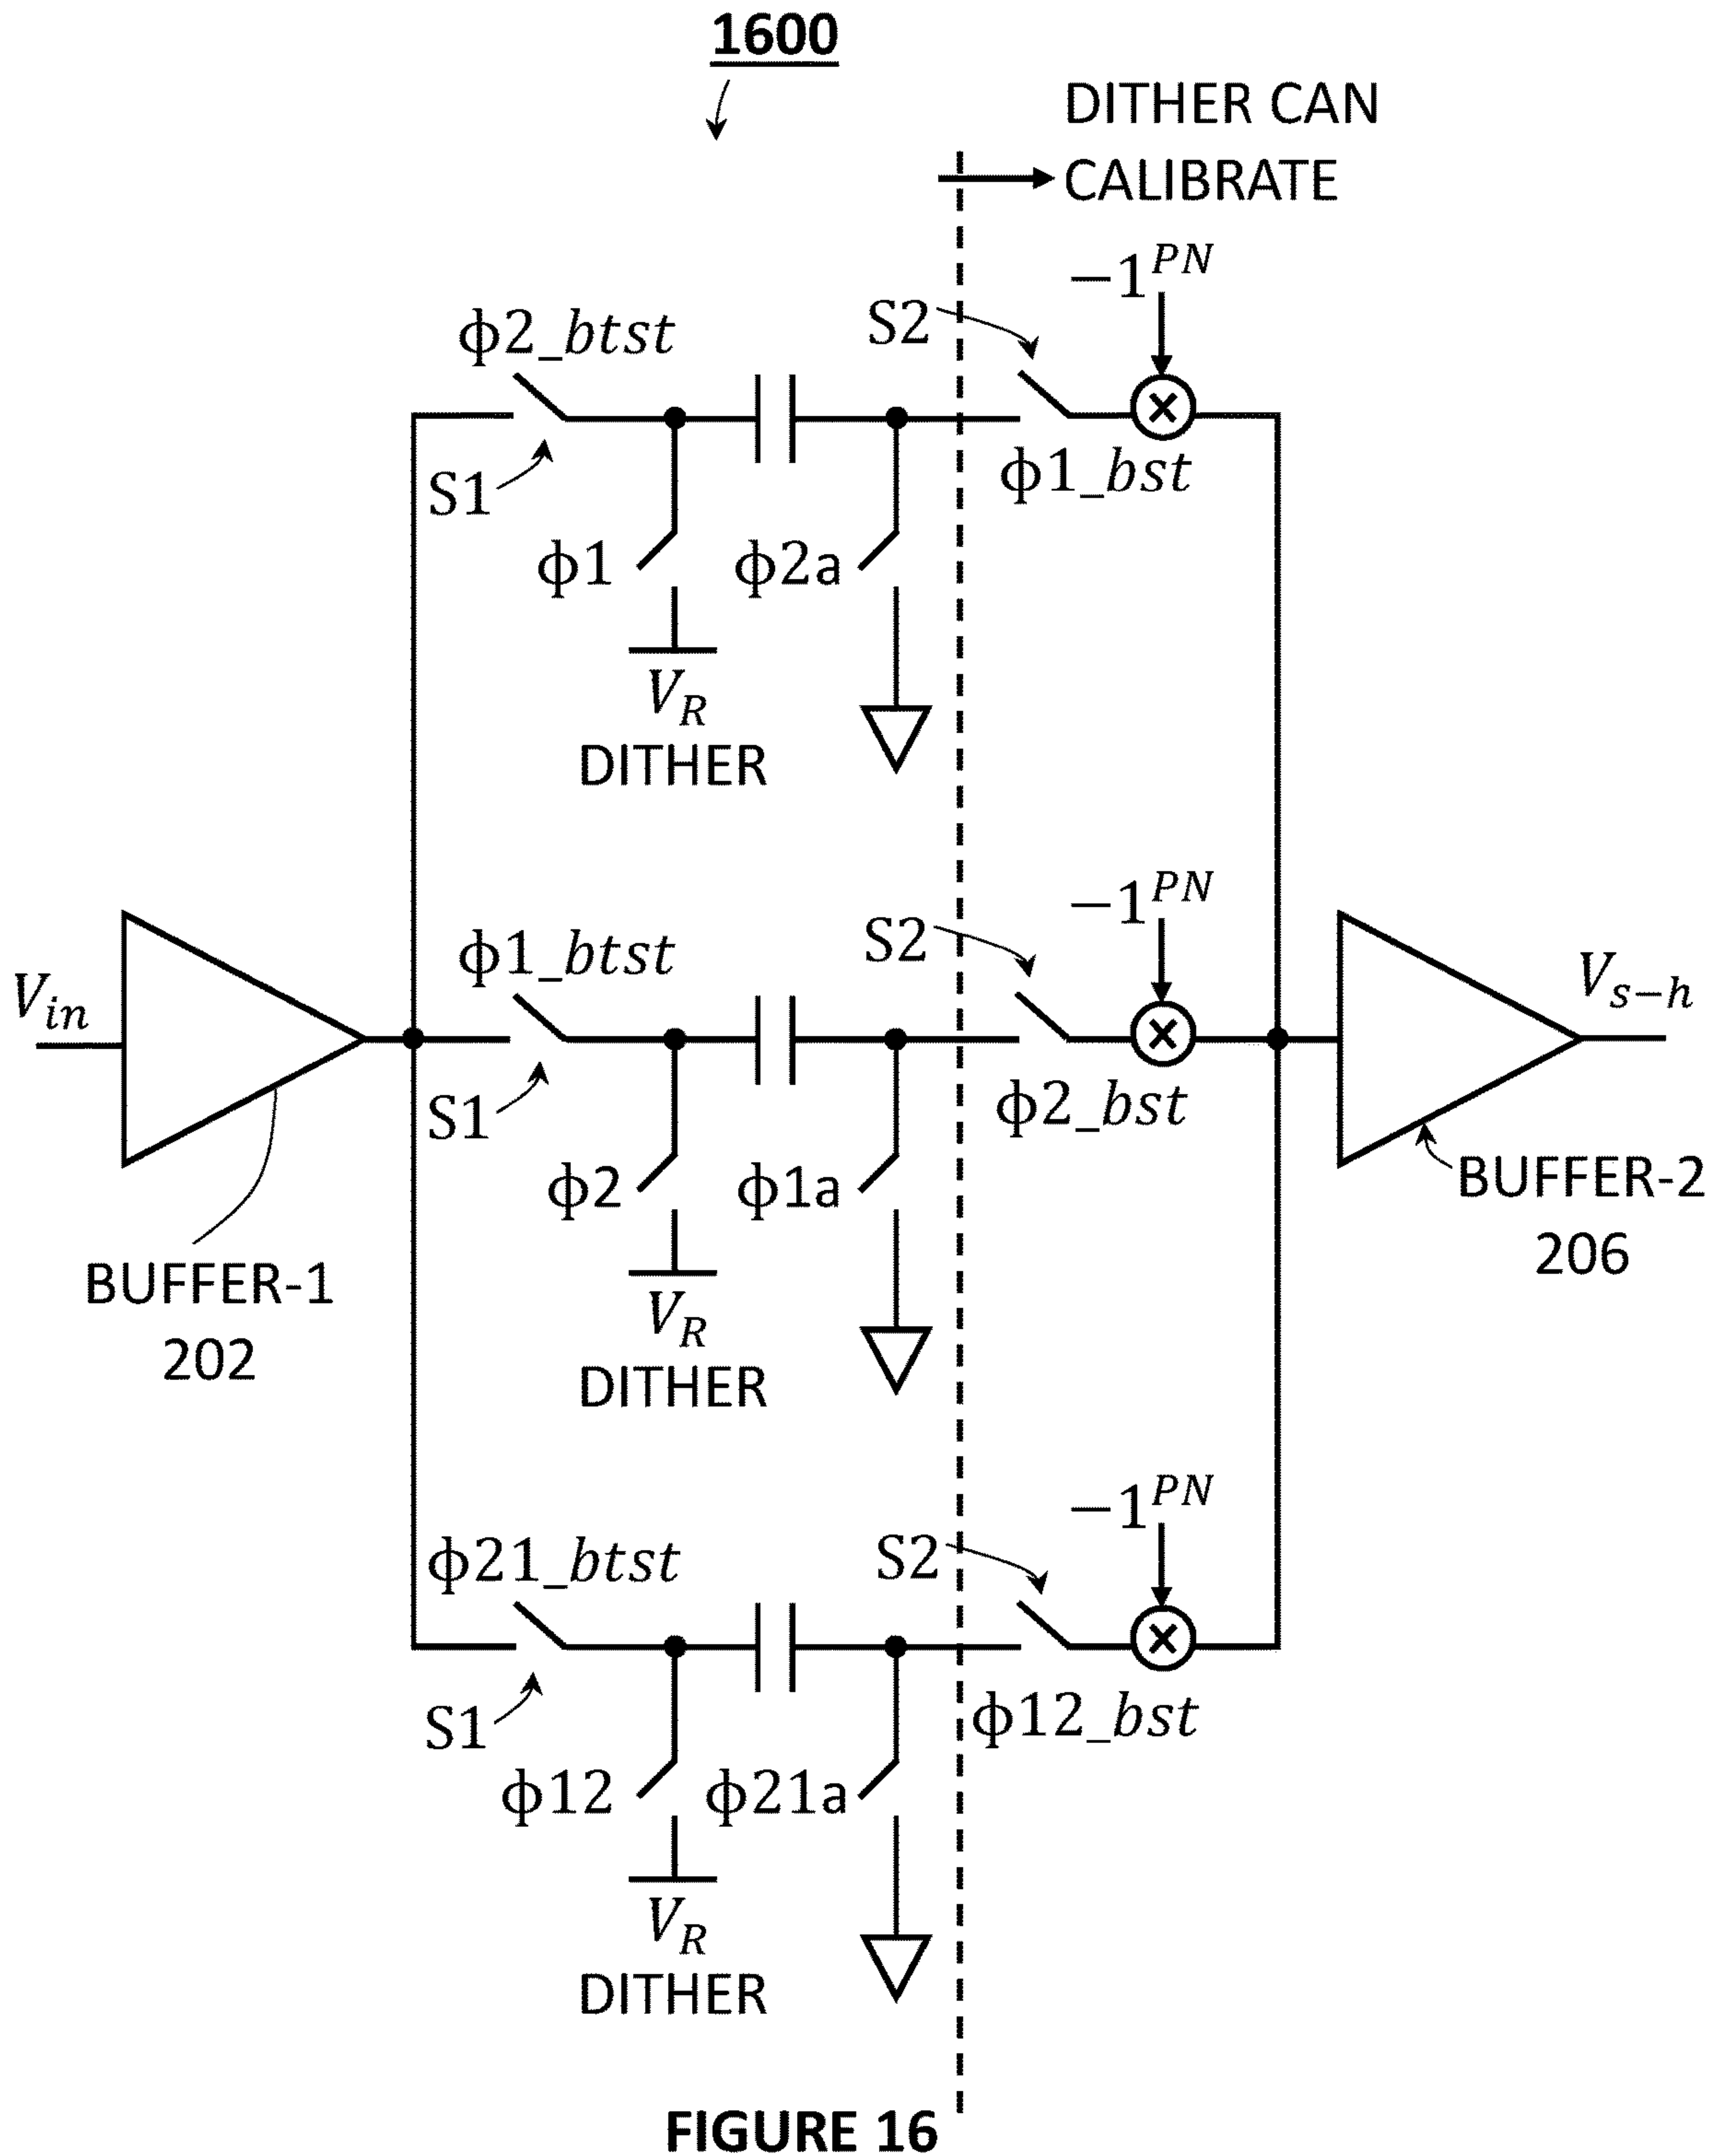 1600
DITHER CAN
CALIBRATE
−1^PN
S2
ϕ2_btst
S1
ϕ1_bst
ϕ1
ϕ2a
V_R
DITHER
−1^PN
S2
ϕ1_btst
V_in
V_s−h
S1
ϕ2_bst
ϕ2
ϕ1a
BUFFER-2
206
BUFFER-1
202
V_R
DITHER
−1^PN
S2
ϕ21_btst
S1
ϕ12_bst
ϕ12
ϕ21a
V_R
DITHER
FIGURE 16